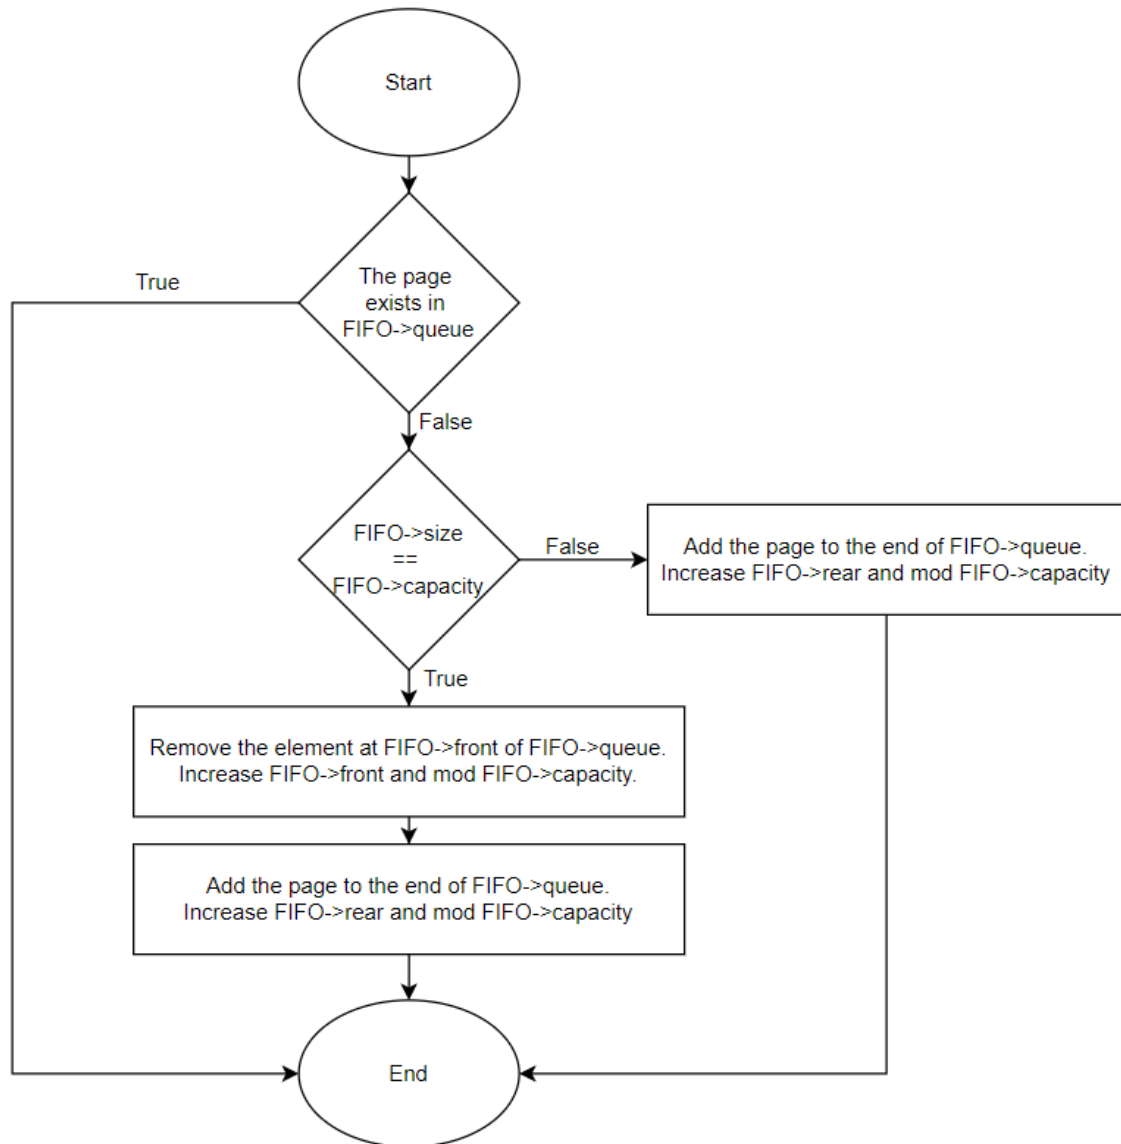 Start
The page
exists in
FIFO->queue
True
False
FIFO->size
==
FIFO->capacity
False
Add the page to the end of FIFO->queue.
Increase FIFO->rear and mod FIFO->capacity
True
Remove the element at FIFO->front of FIFO->queue.
Increase FIFO->front and mod FIFO->capacity.
Add the page to the end of FIFO->queue.
Increase FIFO->rear and mod FIFO->capacity
End